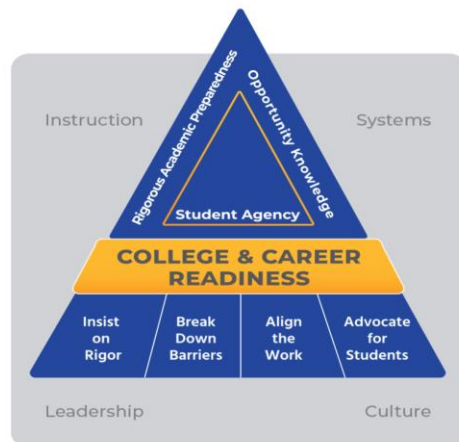 Instruction
Systems
Rigorous Academic Preparedness
Opportunity Knowledge
Student Agency
COLLEGE & CAREER
READINESS
Insist
on
Rigor
Break
Down
Barriers
Align
the
Work
Advocate
for
Students
Leadership
Culture